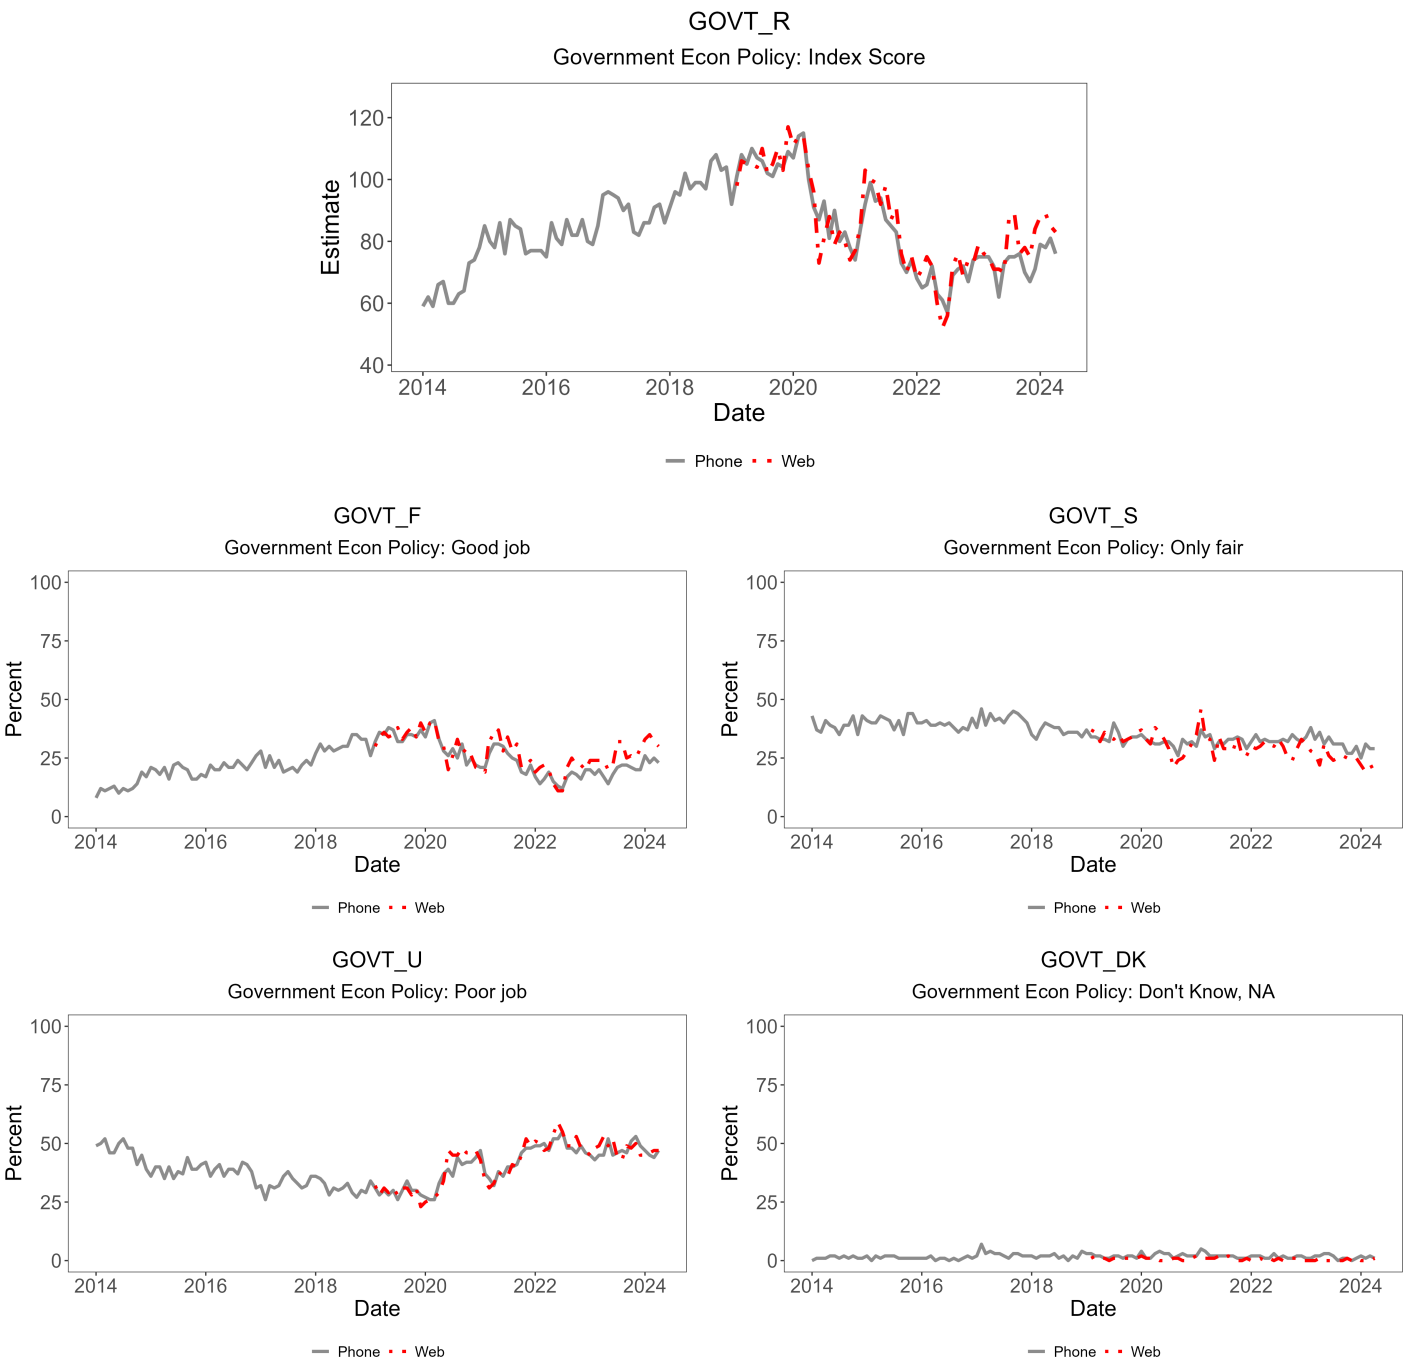 GOVT_R
Government Econ Policy: Index Score
Estimate
120
100
80
60
40
2014 2016 2018 2020 2022 2024
Date
Phone Web
GOVT_F
Government Econ Policy: Good job
Percent
100
75
50
25
0
2014 2016 2018 2020 2022 2024
Date
Phone Web
GOVT_S
Government Econ Policy: Only fair
Percent
100
75
50
25
0
2014 2016 2018 2020 2022 2024
Date
Phone Web
GOVT_U
Government Econ Policy: Poor job
Percent
100
75
50
25
0
2014 2016 2018 2020 2022 2024
Date
Phone Web
GOVT_DK
Government Econ Policy: Don't Know, NA
Percent
100
75
50
25
0
2014 2016 2018 2020 2022 2024
Date
Phone Web